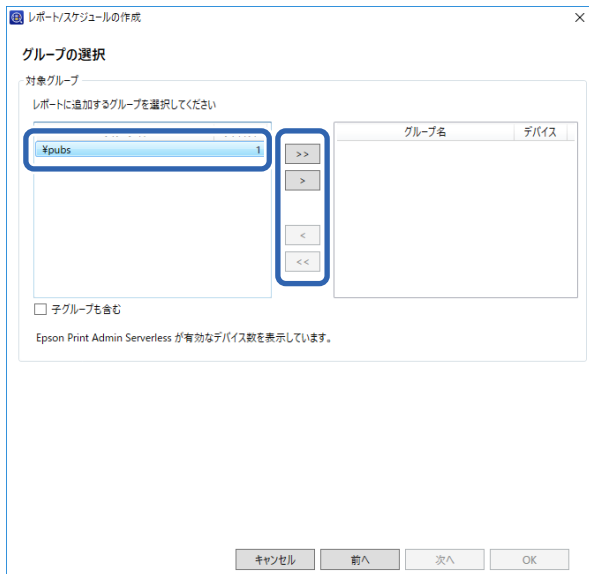 レポート/スケジュールの作成
グループの選択
対象グループ
レポートに追加するグループを選択してください
グループ名 デバイス
¥pubs 1
>>
>
<
<<
子グループも含む
Epson Print Admin Serverless が有効なデバイス数を表示しています。
キャンセル 前へ 次へ OK